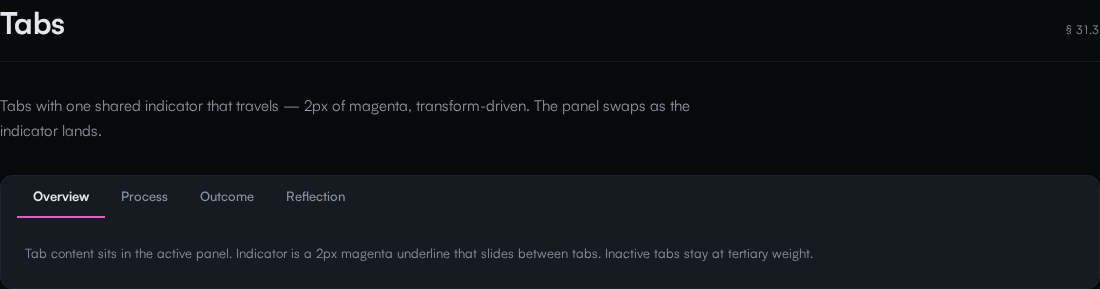 Tabs
§ 31.3
Tabs with one shared indicator that travels — 2px of magenta, transform-driven. The panel swaps as the
indicator lands.
Overview Process Outcome Reflection
Tab content sits in the active panel. Indicator is a 2px magenta underline that slides between tabs. Inactive tabs stay at tertiary weight.